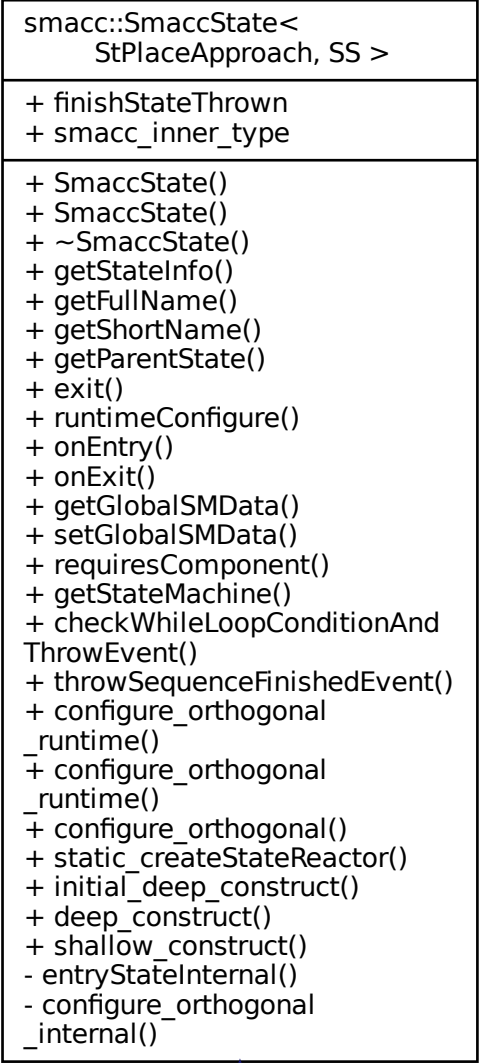 smacc::SmaccState<
StPlaceApproach, SS >
+ finishStateThrown
+ smacc_inner_type
+ SmaccState()
+ SmaccState()
+ ~SmaccState()
+ getStateInfo()
+ getFullName()
+ getShortName()
+ getParentState()
+ exit()
+ runtimeConfigure()
+ onEntry()
+ onExit()
+ getGlobalSMData()
+ setGlobalSMData()
+ requiresComponent()
+ getStateMachine()
+ checkWhileLoopConditionAnd
ThrowEvent()
+ throwSequenceFinishedEvent()
+ configure_orthogonal
_runtime()
+ configure_orthogonal
_runtime()
+ configure_orthogonal()
+ static_createStateReactor()
+ initial_deep_construct()
+ deep_construct()
+ shallow_construct()
- entryStateInternal()
- configure_orthogonal
_internal()